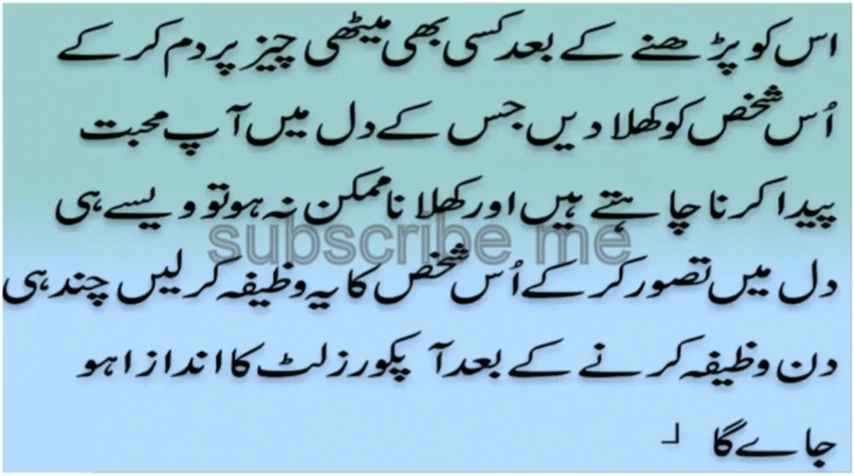 اس کو پڑھنے کے بعد کسی بھی میٹھی چیز پر دم کر کے
اُس شخص کو کھلا دیں جس کے دل میں آپ محبت
پیدا کرنا چاہتے ہیں اور کھلانا ممکن نہ ہو تو ویسے ہی
subscribe me
دل میں تصور کر کے اُس شخص کا یہ وظیفہ کر لیں چند ہی
دن وظیفہ کرنے کے بعد آپکو رزلٹ کا اندازا ہو
جاے گا